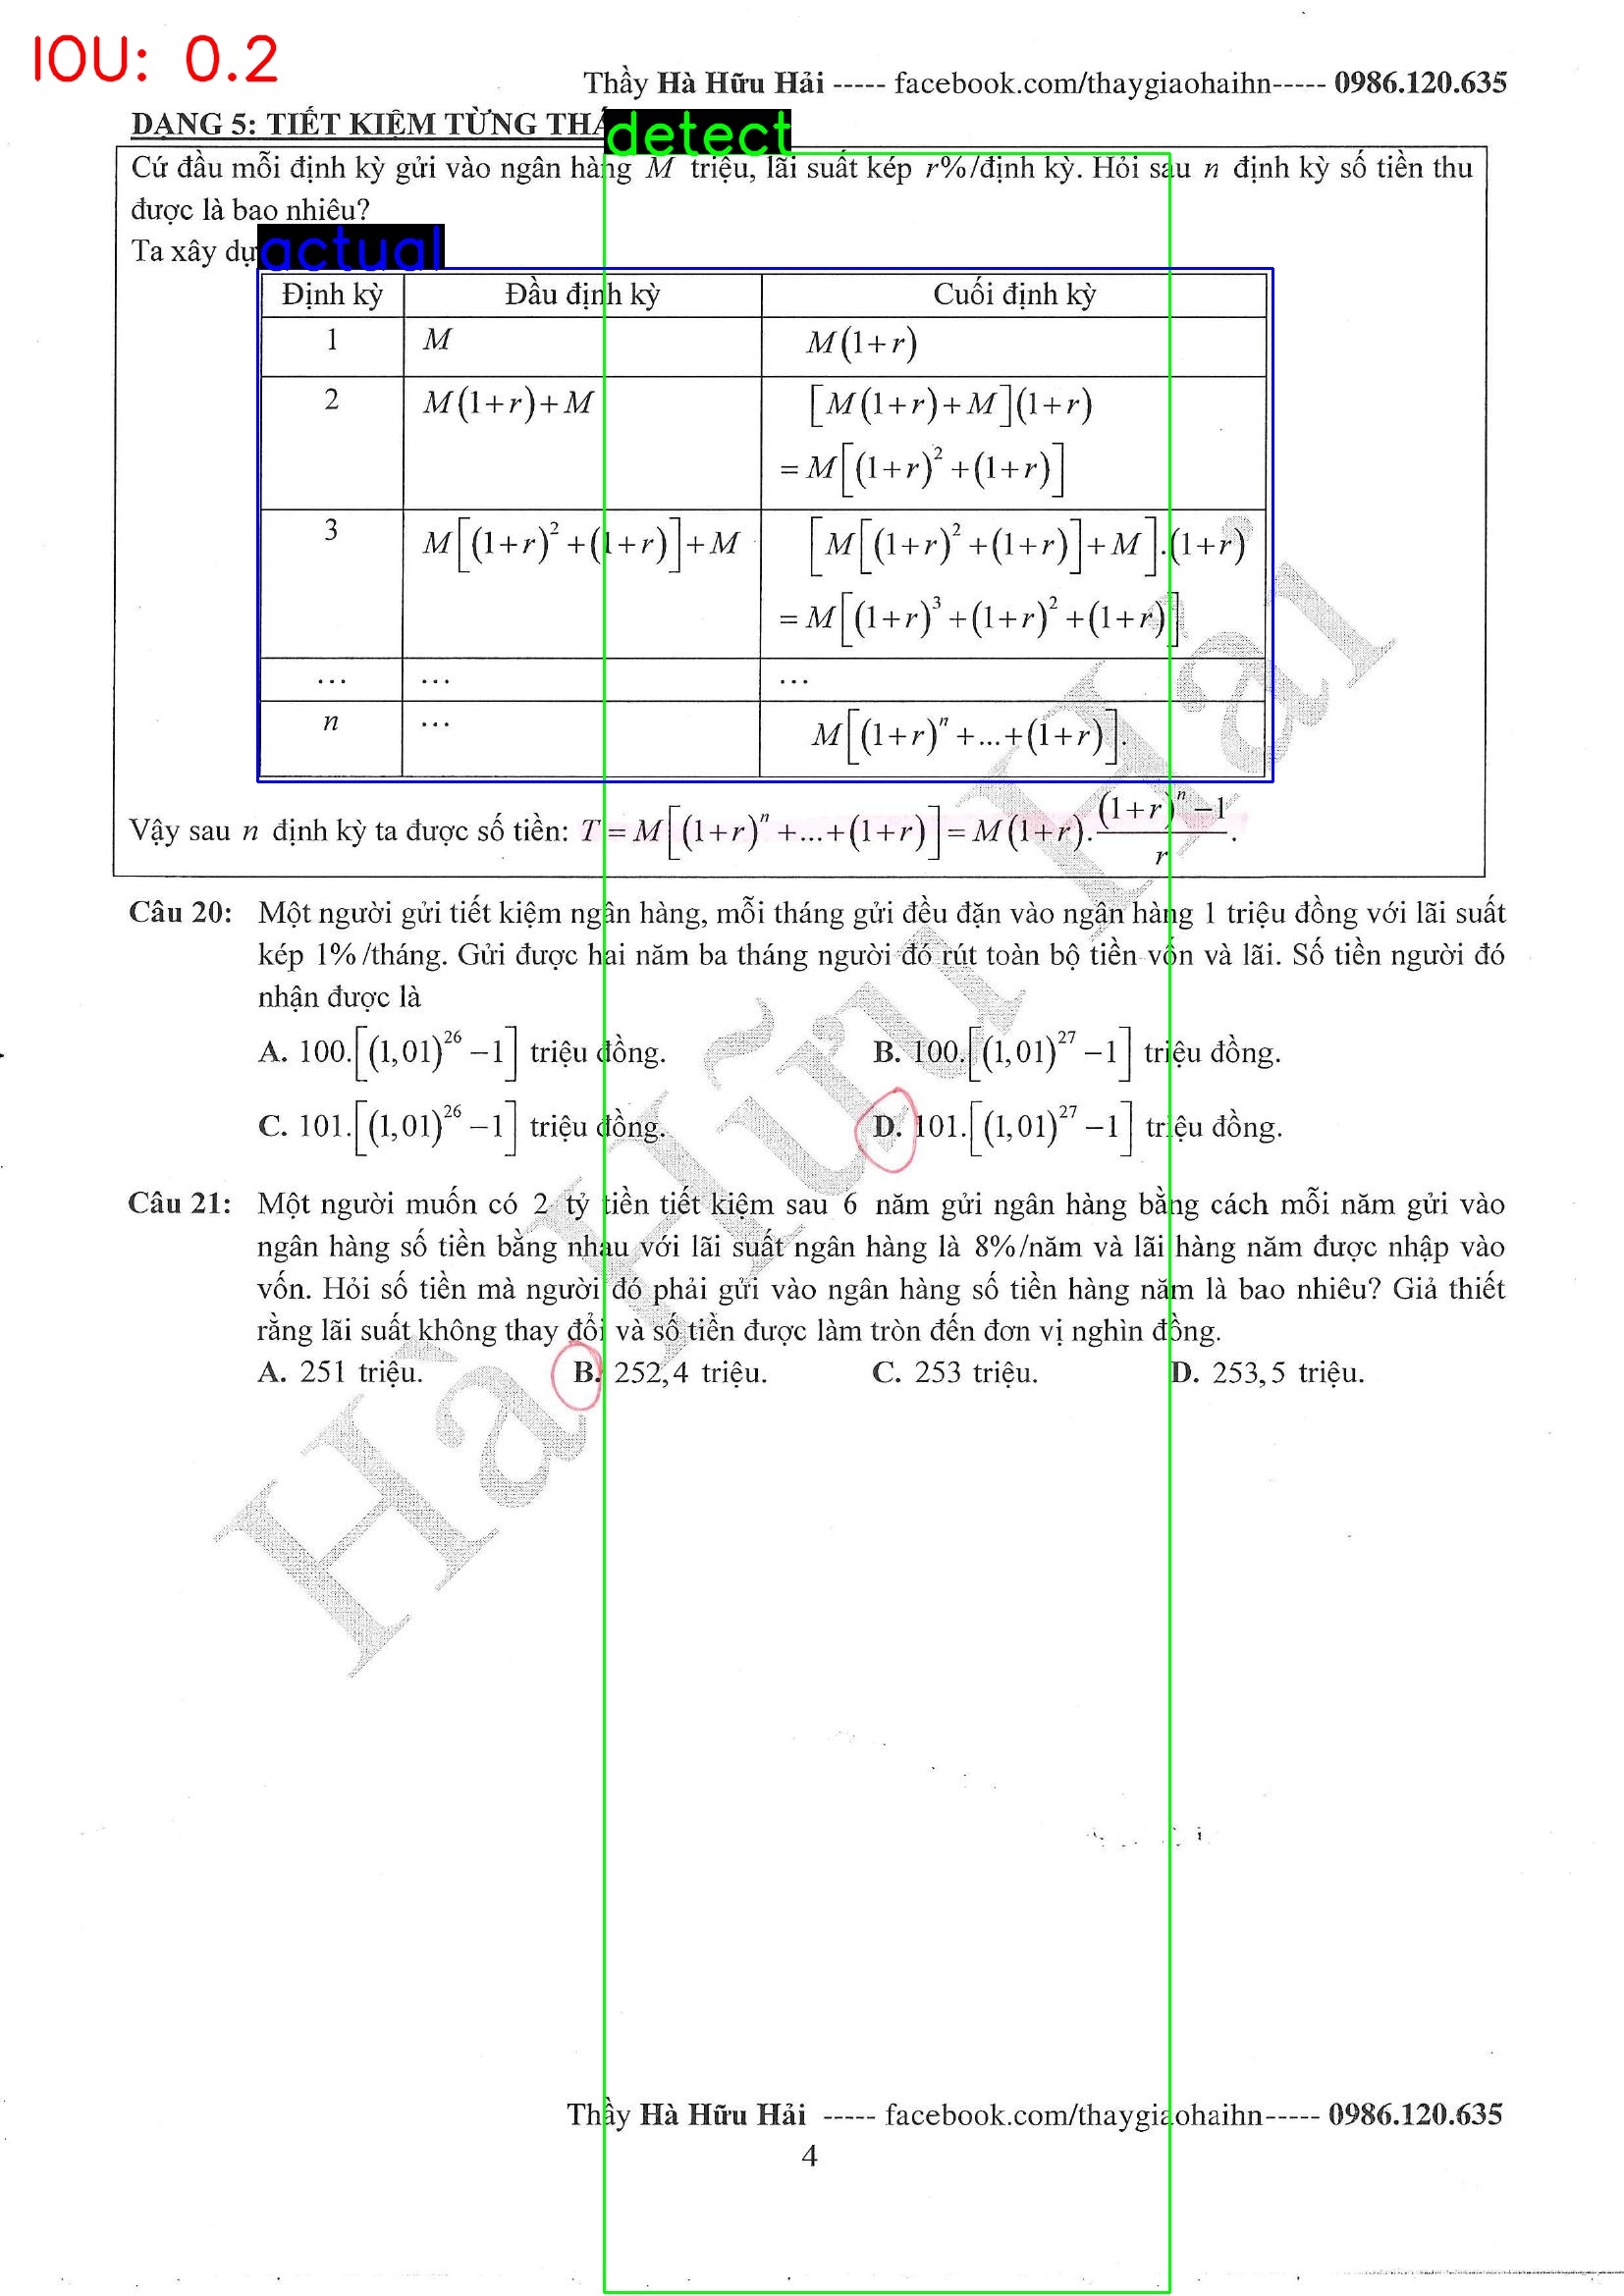 IOU: 0.2
Thầy Hà Hữu Hải ----- facebook.com/thaygiaohaihn----- 0986.120.635
DẠNG 5: TIẾT KIỆM TỪNG
detect
Cứ đầu mỗi định kỳ gửi vào ngân hàng M triệu, lãi suất kép r%/định kỳ. Hỏi sau n định kỳ số tiền thu
được là bao nhiêu?
Ta xây
actual
Định kỳ Đầu định kỳ Cuối định kỳ
1 M M(1+r)
2 M(1+r)+M [M(1+r)+M](1+r)
=M[(1+r)²+(1+r)]
3 M[(1+r)²+(1+r)]+M [M[(1+r)²+(1+r)]+M].(1+r)
=M[(1+r)³+(1+r)²+(1+r)]
... ... ...
n ... M[(1+r)ⁿ+...+(1+r)].
Vậy sau n định kỳ ta được số tiền: T=M[(1+r)ⁿ+...+(1+r)]=M(1+r).((1+r)ⁿ−1)/r.
Câu 20: Một người gửi tiết kiệm ngân hàng, mỗi tháng gửi đều đặn vào ngân hàng 1 triệu đồng với lãi suất
kép 1%/tháng. Gửi được hai năm ba tháng người đó rút toàn bộ tiền vốn và lãi. Số tiền người đó
nhận được là
A. 100.[(1,01)²⁶−1] triệu đồng. B. 100.[(1,01)²⁷−1] triệu đồng.
C. 101.[(1,01)²⁶−1] triệu đồng. D. 101.[(1,01)²⁷−1] triệu đồng.
Câu 21: Một người muốn có 2 tỷ tiền tiết kiệm sau 6 năm gửi ngân hàng bằng cách mỗi năm gửi vào
ngân hàng số tiền bằng nhau với lãi suất ngân hàng là 8%/năm và lãi hàng năm được nhập vào
vốn. Hỏi số tiền mà người đó phải gửi vào ngân hàng số tiền hàng năm là bao nhiêu? Giả thiết
rằng lãi suất không thay đổi và số tiền được làm tròn đến đơn vị nghìn đồng.
A. 251 triệu. B. 252,4 triệu. C. 253 triệu. D. 253,5 triệu.
Hà Hữu Hải
Thầy Hà Hữu Hải ----- facebook.com/thaygiaohaihn----- 0986.120.635
4